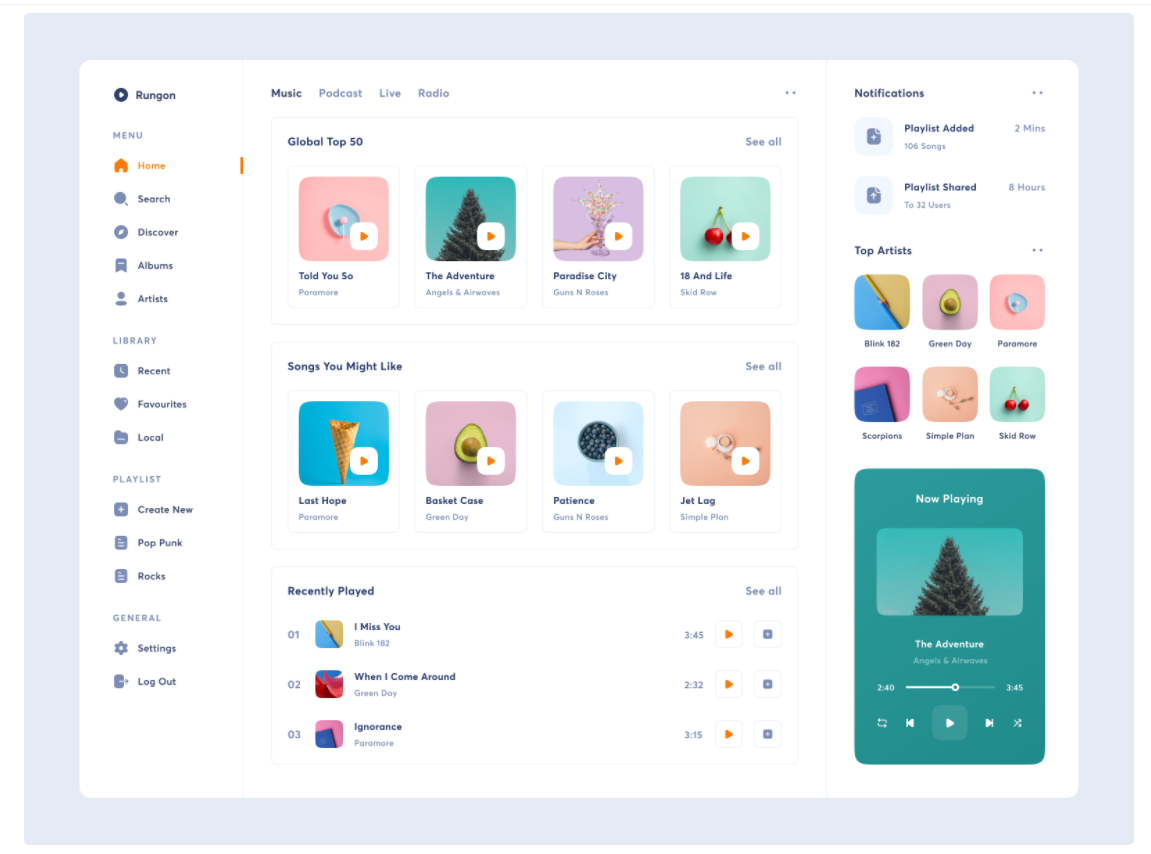 Rungon
MENU
Home
Search
Discover
Albums
Artists
LIBRARY
Recent
Favourites
Local
PLAYLIST
Create New
Pop Punk
Rocks
GENERAL
Settings
Log Out
Music Podcast Live Radio
Global Top 50 See all
Told You So
Paramore
The Adventure
Angels & Airwaves
Paradise City
Guns N Roses
18 And Life
Skid Row
Songs You Might Like See all
Last Hope
Paramore
Basket Case
Green Day
Patience
Guns N Roses
Jet Lag
Simple Plan
Recently Played See all
01 I Miss You 3:45
Blink 182
02 When I Come Around 2:32
Green Day
03 Ignorance 3:15
Paramore
Notifications
Playlist Added 2 Mins
106 Songs
Playlist Shared 8 Hours
To 32 Users
Top Artists
Blink 182 Green Day Paramore
Scorpions Simple Plan Skid Row
Now Playing
The Adventure
Angels & Airwaves
2:40 3:45